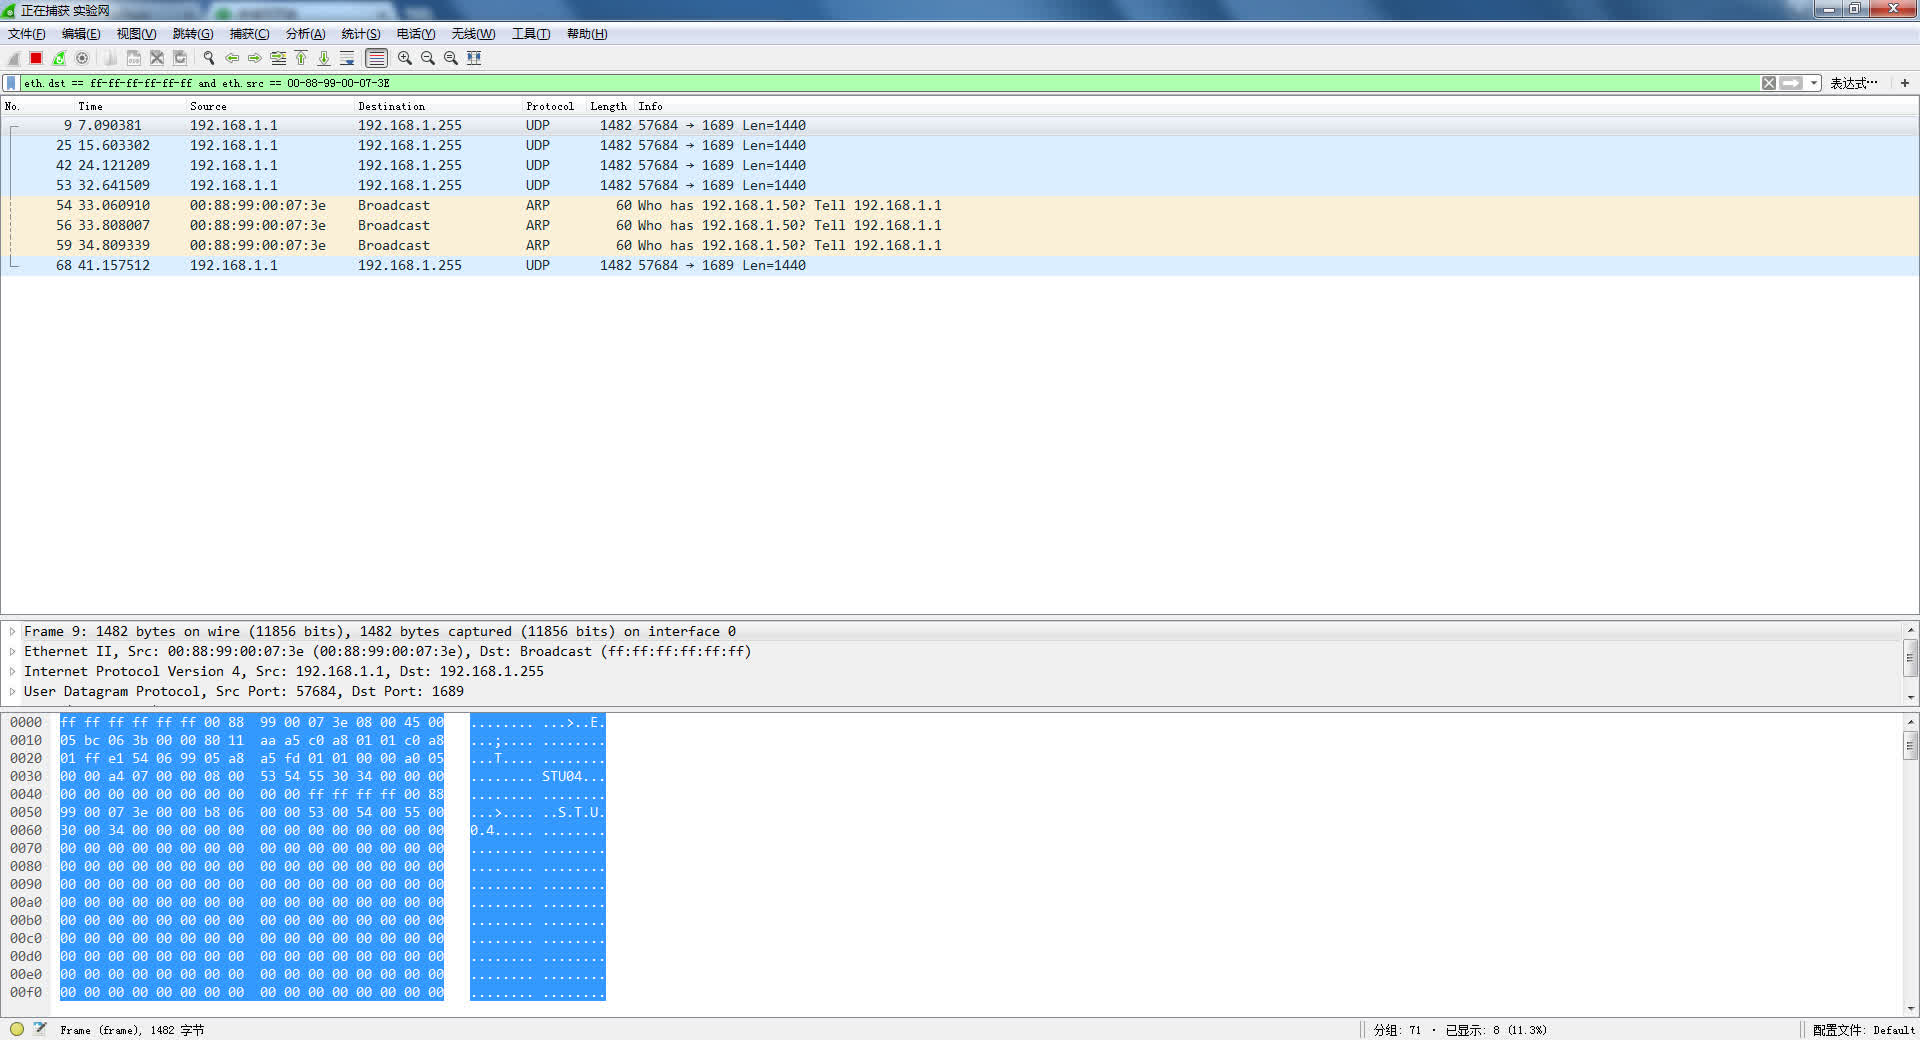 正在捕获 实验网
文件(F) 编辑(E) 视图(V) 跳转(G) 捕获(C) 分析(A) 统计(S) 电话(Y) 无线(W) 工具(T) 帮助(H)
eth.dst == ff-ff-ff-ff-ff-ff and eth.src == 00-88-99-00-07-3E 表达式… +
No. Time Source Destination Protocol Length Info
9 7.090381 192.168.1.1 192.168.1.255 UDP 1482 57684 → 1689 Len=1440
25 15.603302 192.168.1.1 192.168.1.255 UDP 1482 57684 → 1689 Len=1440
42 24.121209 192.168.1.1 192.168.1.255 UDP 1482 57684 → 1689 Len=1440
53 32.641509 192.168.1.1 192.168.1.255 UDP 1482 57684 → 1689 Len=1440
54 33.060910 00:88:99:00:07:3e Broadcast ARP 60 Who has 192.168.1.50? Tell 192.168.1.1
56 33.808007 00:88:99:00:07:3e Broadcast ARP 60 Who has 192.168.1.50? Tell 192.168.1.1
59 34.809339 00:88:99:00:07:3e Broadcast ARP 60 Who has 192.168.1.50? Tell 192.168.1.1
68 41.157512 192.168.1.1 192.168.1.255 UDP 1482 57684 → 1689 Len=1440
Frame 9: 1482 bytes on wire (11856 bits), 1482 bytes captured (11856 bits) on interface 0
Ethernet II, Src: 00:88:99:00:07:3e (00:88:99:00:07:3e), Dst: Broadcast (ff:ff:ff:ff:ff:ff)
Internet Protocol Version 4, Src: 192.168.1.1, Dst: 192.168.1.255
User Datagram Protocol, Src Port: 57684, Dst Port: 1689
0000 ff ff ff ff ff ff 00 88 99 00 07 3e 08 00 45 00 ........ ...>..E.
0010 05 bc 06 3b 00 00 80 11 aa a5 c0 a8 01 01 c0 a8 ...;.... ........
0020 01 ff e1 54 06 99 05 a8 a5 fd 01 01 00 00 a0 05 ...T.... ........
0030 00 00 a4 07 00 00 08 00 53 54 55 30 34 00 00 00 ........ STU04...
0040 00 00 00 00 00 00 00 00 00 00 ff ff ff ff 00 88 ........ ........
0050 99 00 07 3e 00 00 b8 06 00 00 53 00 54 00 55 00 ...>.... ..S.T.U.
0060 30 00 34 00 00 00 00 00 00 00 00 00 00 00 00 00 0.4..... ........
0070 00 00 00 00 00 00 00 00 00 00 00 00 00 00 00 00 ........ ........
0080 00 00 00 00 00 00 00 00 00 00 00 00 00 00 00 00 ........ ........
0090 00 00 00 00 00 00 00 00 00 00 00 00 00 00 00 00 ........ ........
00a0 00 00 00 00 00 00 00 00 00 00 00 00 00 00 00 00 ........ ........
00b0 00 00 00 00 00 00 00 00 00 00 00 00 00 00 00 00 ........ ........
00c0 00 00 00 00 00 00 00 00 00 00 00 00 00 00 00 00 ........ ........
00d0 00 00 00 00 00 00 00 00 00 00 00 00 00 00 00 00 ........ ........
00e0 00 00 00 00 00 00 00 00 00 00 00 00 00 00 00 00 ........ ........
00f0 00 00 00 00 00 00 00 00 00 00 00 00 00 00 00 00 ........ ........
Frame (frame), 1482 字节 分组: 71 · 已显示: 8 (11.3%) 配置文件: Default